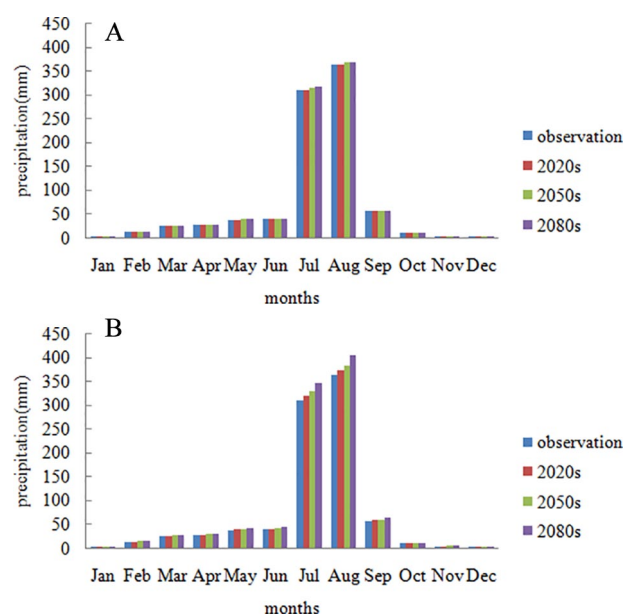 A
450
400
350
300
250
200
150
100
50
0
precipitation(mm)
Jan Feb Mar Apr May Jun Jul Aug Sep Oct Nov Dec
months
observation
2020s
2050s
2080s
B
450
400
350
300
250
200
150
100
50
0
precipitation(mm)
Jan Feb Mar Apr May Jun Jul Aug Sep Oct Nov Dec
months
observation
2020s
2050s
2080s